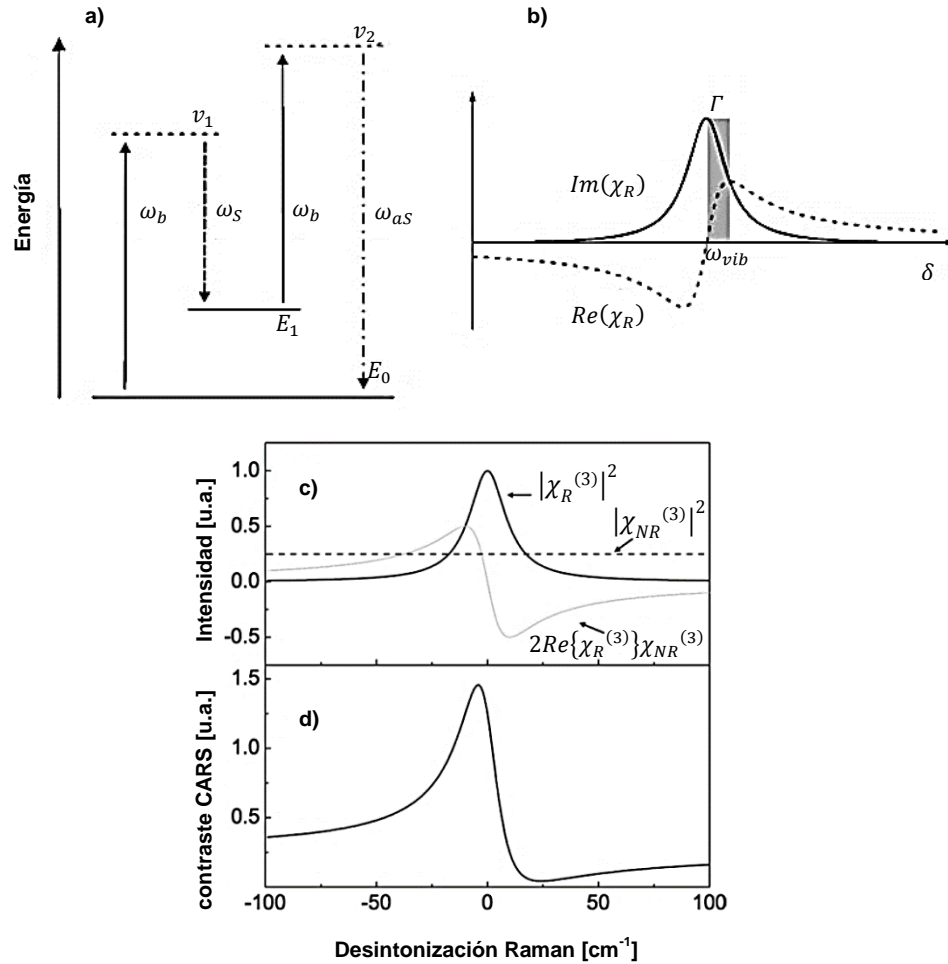 a)
Energía
v₂
v₁
ω_b
ω_S
ω_b
ω_aS
E₁
E₀
b)
Γ
Im(χ_R)
ω_vib
δ
Re(χ_R)
c)
Intensidad [u.a.]
1.0
0.5
0.0
-0.5
|χ_R⁽³⁾|²
|χ_NR⁽³⁾|²
2Re{χ_R⁽³⁾}χ_NR⁽³⁾
d)
contraste CARS [u.a.]
1.5
1.0
0.5
-100 -50 0 50 100
Desintonización Raman [cm⁻¹]